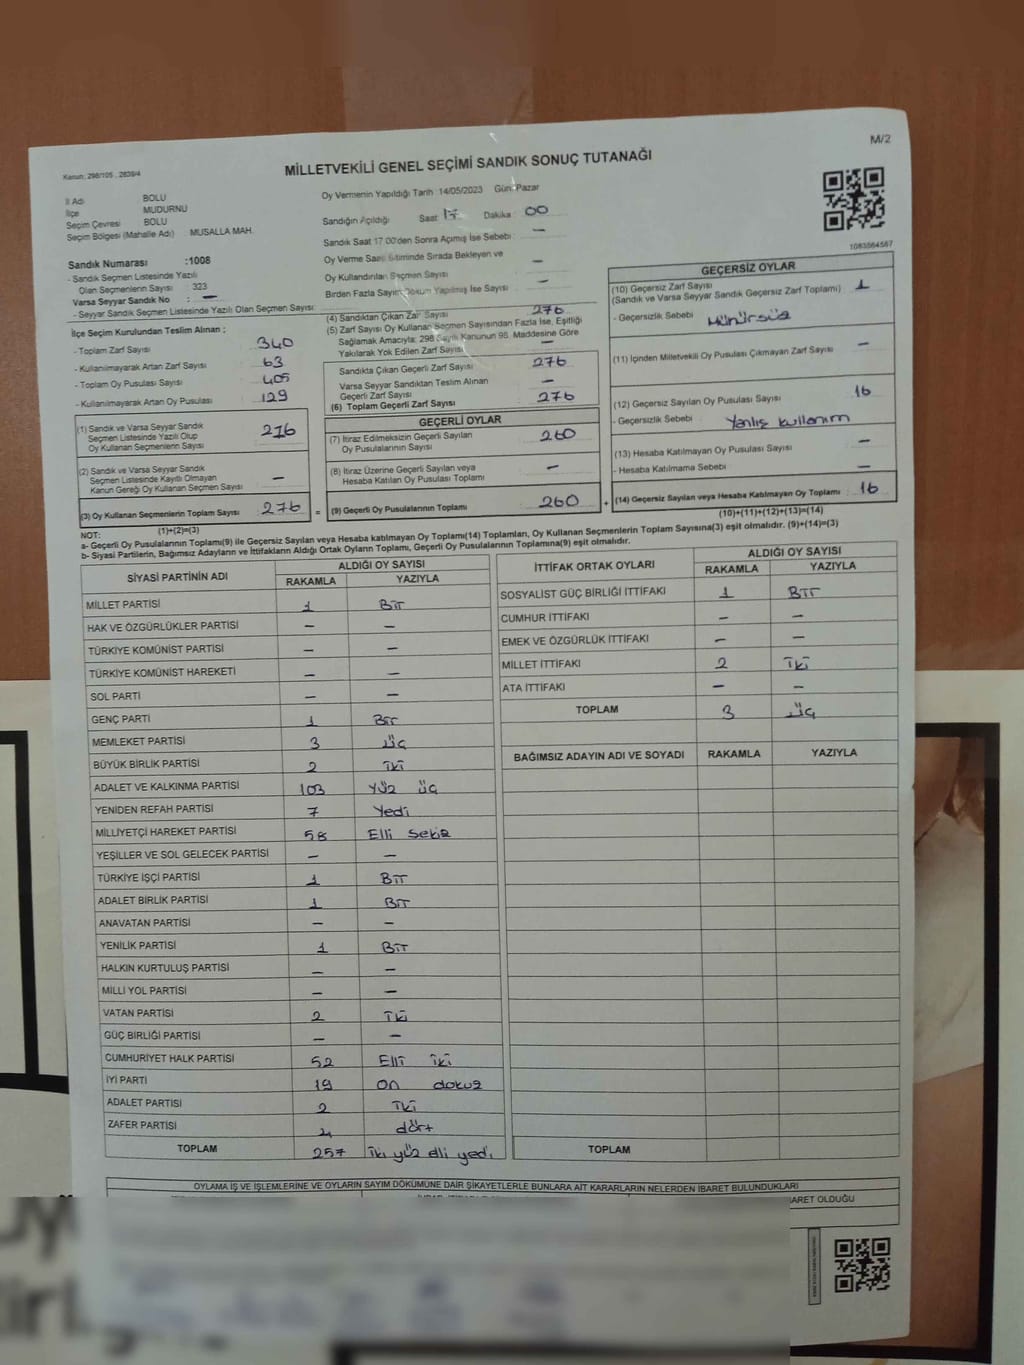 M/2
Kanun: 298/105 , 2839/4
MİLLETVEKİLİ GENEL SEÇİMİ SANDIK SONUÇ TUTANAĞI
İl Adı BOLU
İlçe MUDURNU
Seçim Çevresi BOLU
Seçim Bölgesi (Mahalle Adı) : MUSALLA MAH.
Sandık Numarası :1008
- Sandık Seçmen Listesinde Yazılı
Olan Seçmenlerin Sayısı : 323
Varsa Seyyar Sandık No : —
- Seyyar Sandık Seçmen Listesinde Yazılı Olan Seçmen Sayısı:
Oy Vermenin Yapıldığı Tarih : 14/05/2023 Gün: Pazar
Sandığın Açıldığı Saat 17 Dakika : 00
Sandık Saat 17.00'den Sonra Açılmış İse Sebebi : —
Oy Verme Saati Bitiminde Sırada Bekleyen ve
Oy Kullandırılan Seçmen Sayısı —
Birden Fazla Sayım Döküm Yapılmış İse Sayısı : —
1083564567
İlçe Seçim Kurulundan Teslim Alınan ;
- Toplam Zarf Sayısı : 340
- Kullanılmayarak Artan Zarf Sayısı : 63
- Toplam Oy Pusulası Sayısı : 405
- Kullanılmayarak Artan Oy Pusulası : 129
(4) Sandıktan Çıkan Zarf Sayısı : 276
(5) Zarf Sayısı Oy Kullanan Seçmen Sayısından Fazla İse, Eşitliği
Sağlamak Amacıyla; 298 Sayılı Kanunun 98. Maddesine Göre
Yakılarak Yok Edilen Zarf Sayısı : —
Sandıkta Çıkan Geçerli Zarf Sayısı : 276
Varsa Seyyar Sandıktan Teslim Alınan
Geçerli Zarf Sayısı : —
(6) Toplam Geçerli Zarf Sayısı : 276
GEÇERSİZ OYLAR
(10) Geçersiz Zarf Sayısı
(Sandık ve Varsa Seyyar Sandık Geçersiz Zarf Toplamı) : 1
- Geçersizlik Sebebi : Mühürsüz
(11) İçinden Milletvekili Oy Pusulası Çıkmayan Zarf Sayısı : —
(12) Geçersiz Sayılan Oy Pusulası Sayısı : 16
- Geçersizlik Sebebi : Yanlış kullanım
(13) Hesaba Katılmayan Oy Pusulası Sayısı : —
- Hesaba Katılmama Sebebi : —
(14) Geçersiz Sayılan veya Hesaba Katılmayan Oy Toplamı : 16
(10)+(11)+(12)+(13)=(14)
(1) Sandık ve Varsa Seyyar Sandık
Seçmen Listesinde Yazılı Olup
Oy Kullanan Seçmenlerin Sayısı : 276
(2) Sandık ve Varsa Seyyar Sandık
Seçmen Listesinde Kayıtlı Olmayan
Kanun Gereği Oy Kullanan Seçmen Sayısı : —
(3) Oy Kullanan Seçmenlerin Toplam Sayısı : 276 =
(1)+(2)=(3)
GEÇERLİ OYLAR
(7) İtiraz Edilmeksizin Geçerli Sayılan
Oy Pusulalarının Sayısı : 260
(8) İtiraz Üzerine Geçerli Sayılan veya
Hesaba Katılan Oy Pusulası Toplamı : —
(9) Geçerli Oy Pusulalarının Toplamı : 260 +
NOT:
a- Geçerli Oy Pusulalarının Toplamı(9) ile Geçersiz Sayılan veya Hesaba katılmayan Oy Toplamı(14) Toplamları, Oy Kullanan Seçmenlerin Toplam Sayısına(3) eşit olmalıdır. (9)+(14)=(3)
b- Siyasi Partilerin, Bağımsız Adayların ve İttifakların Aldığı Ortak Oyların Toplamı, Geçerli Oy Pusulalarının Toplamına(9) eşit olmalıdır.
SİYASİ PARTİNİN ADI ALDIĞI OY SAYISI
RAKAMLA YAZIYLA
MİLLET PARTİSİ 1 Bir
HAK VE ÖZGÜRLÜKLER PARTİSİ — —
TÜRKİYE KOMÜNİST PARTİSİ — —
TÜRKİYE KOMÜNİST HAREKETİ — —
SOL PARTİ — —
GENÇ PARTİ 1 Bir
MEMLEKET PARTİSİ 3 üç
BÜYÜK BİRLİK PARTİSİ 2 iki
ADALET VE KALKINMA PARTİSİ 103 Yüz üç
YENİDEN REFAH PARTİSİ 7 Yedi
MİLLİYETÇİ HAREKET PARTİSİ 58 Elli sekiz
YEŞİLLER VE SOL GELECEK PARTİSİ — —
TÜRKİYE İŞÇİ PARTİSİ 1 Bir
ADALET BİRLİK PARTİSİ 1 Bir
ANAVATAN PARTİSİ — —
YENİLİK PARTİSİ 1 Bir
HALKIN KURTULUŞ PARTİSİ — —
MİLLİ YOL PARTİSİ — —
VATAN PARTİSİ 2 İki
GÜÇ BİRLİĞİ PARTİSİ — —
CUMHURİYET HALK PARTİSİ 52 Elli iki
İYİ PARTİ 19 on dokuz
ADALET PARTİSİ 2 İki
ZAFER PARTİSİ 4 dört
TOPLAM 257 İki yüz elli yedi
İTTİFAK ORTAK OYLARI ALDIĞI OY SAYISI
RAKAMLA YAZIYLA
SOSYALİST GÜÇ BİRLİĞİ İTTİFAKI 1 Bir
CUMHUR İTTİFAKI — —
EMEK VE ÖZGÜRLÜK İTTİFAKI — —
MİLLET İTTİFAKI 2 İki
ATA İTTİFAKI — —
TOPLAM 3 üç
BAĞIMSIZ ADAYIN ADI VE SOYADI RAKAMLA YAZIYLA
TOPLAM
OYLAMA İŞ VE İŞLEMLERİNE VE OYLARIN SAYIM DÖKÜMÜNE DAİR ŞİKAYETLERLE BUNLARA AİT KARARLARIN NELERDEN İBARET BULUNDUKLARI
BARET OLDUĞU